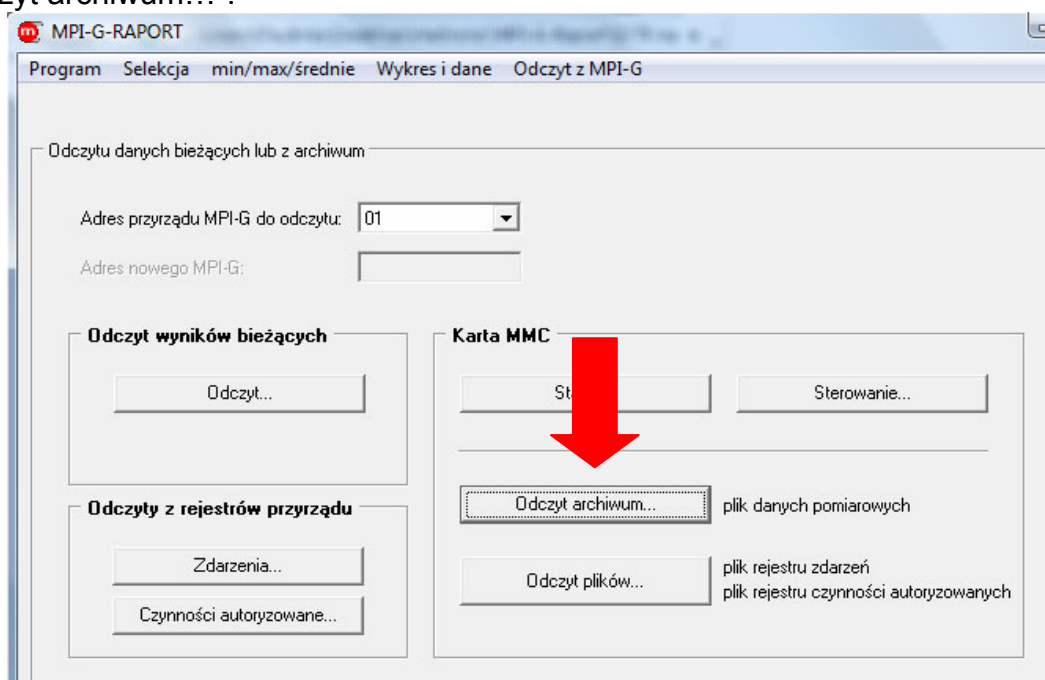 zyt archiwum… .
MPI-G-RAPORT
Program Selekcja min/max/średnie Wykres i dane Odczyt z MPI-G
Odczytu danych bieżących lub z archiwum
Adres przyrządu MPI-G do odczytu: 01
Adres nowego MPI-G:
Odczyt wyników bieżących
Odczyt...
Karta MMC
Sterowanie...
Odczyt archiwum... plik danych pomiarowych
Odczyt plików... plik rejestru zdarzeń
plik rejestru czynności autoryzowanych
Odczyty z rejestrów przyrządu
Zdarzenia...
Czynności autoryzowane...